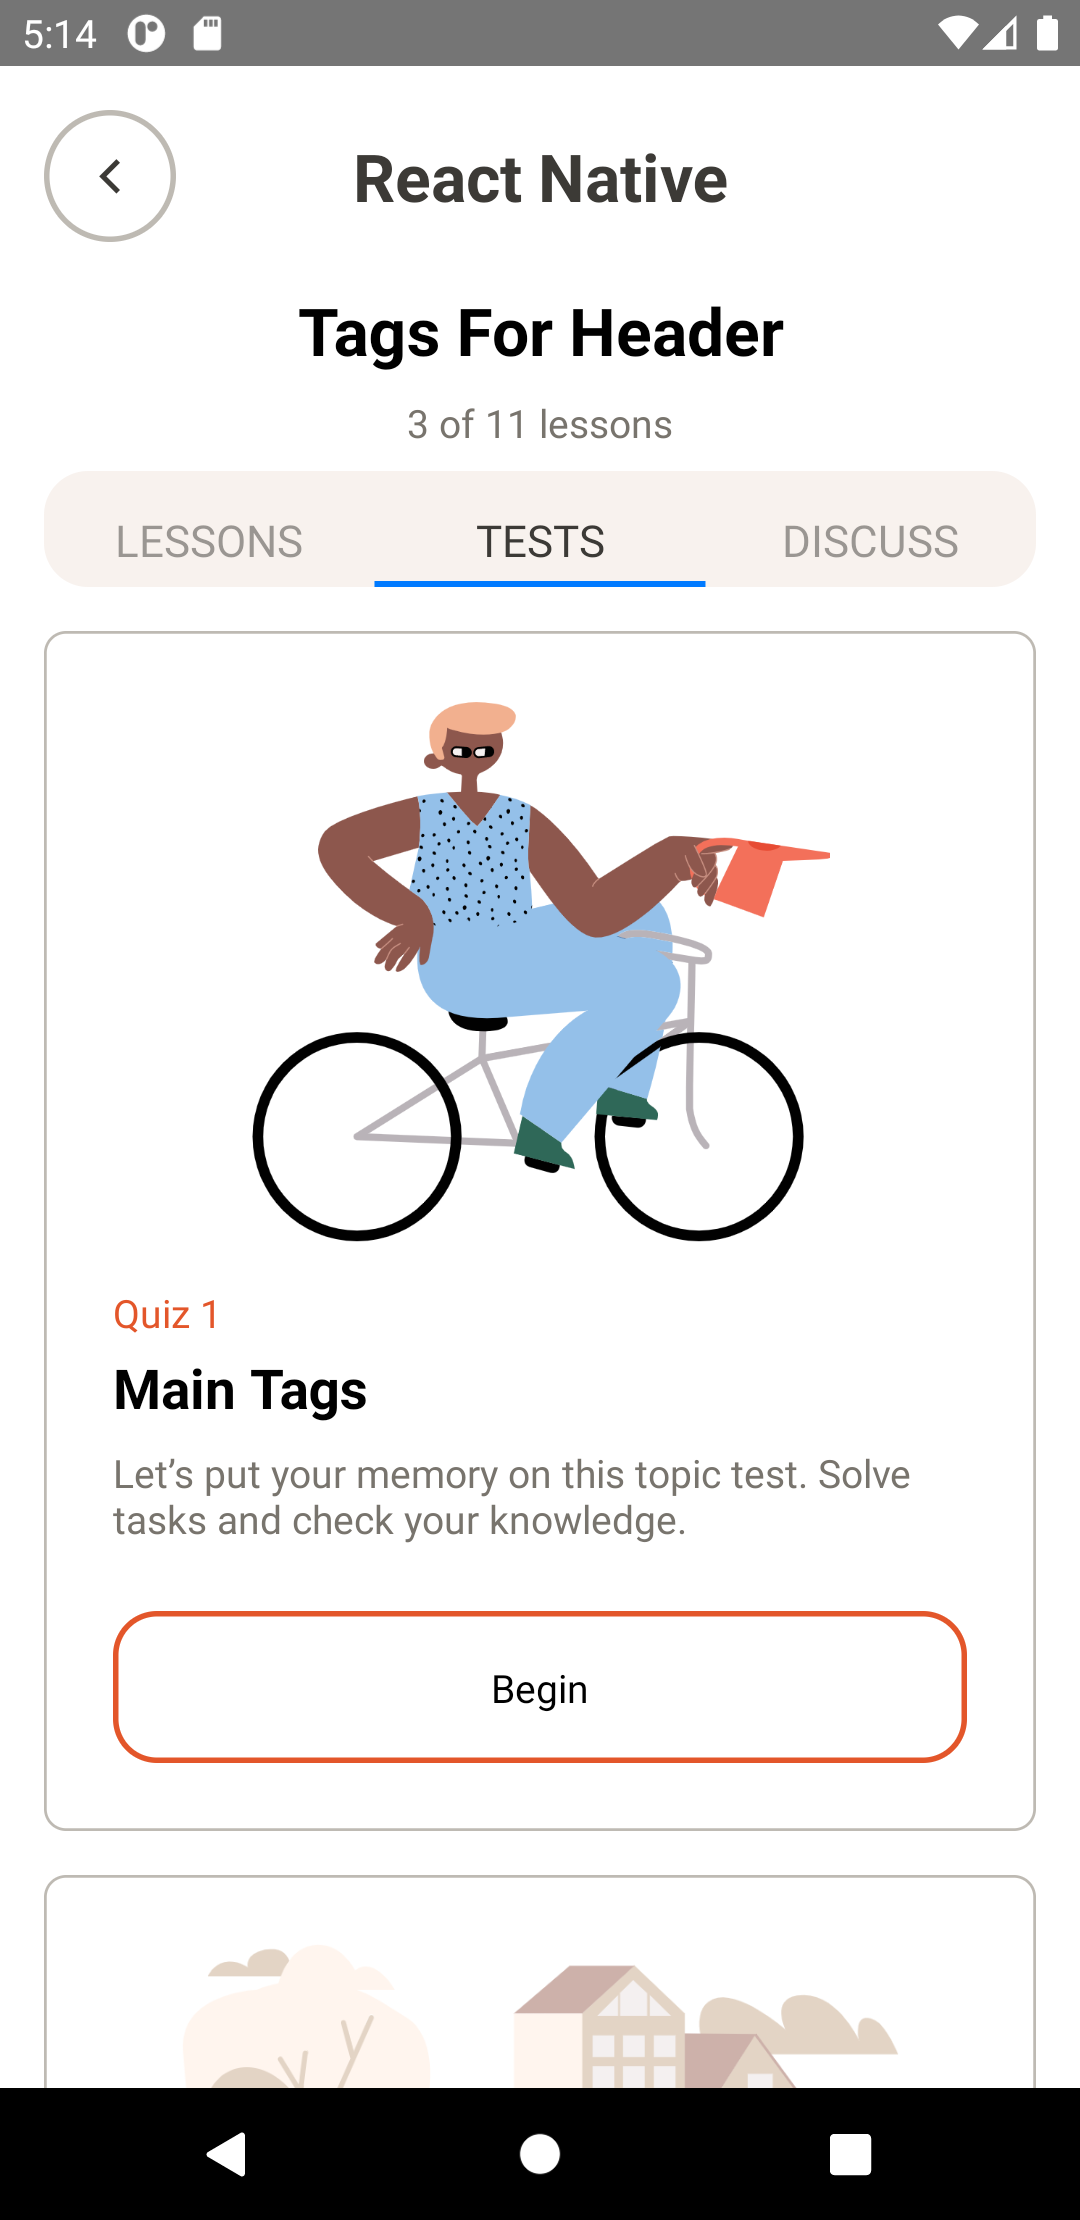 5:14
React Native
Tags For Header
3 of 11 lessons
LESSONS TESTS DISCUSS
Quiz 1
Main Tags
Let’s put your memory on this topic test. Solve
tasks and check your knowledge.
Begin